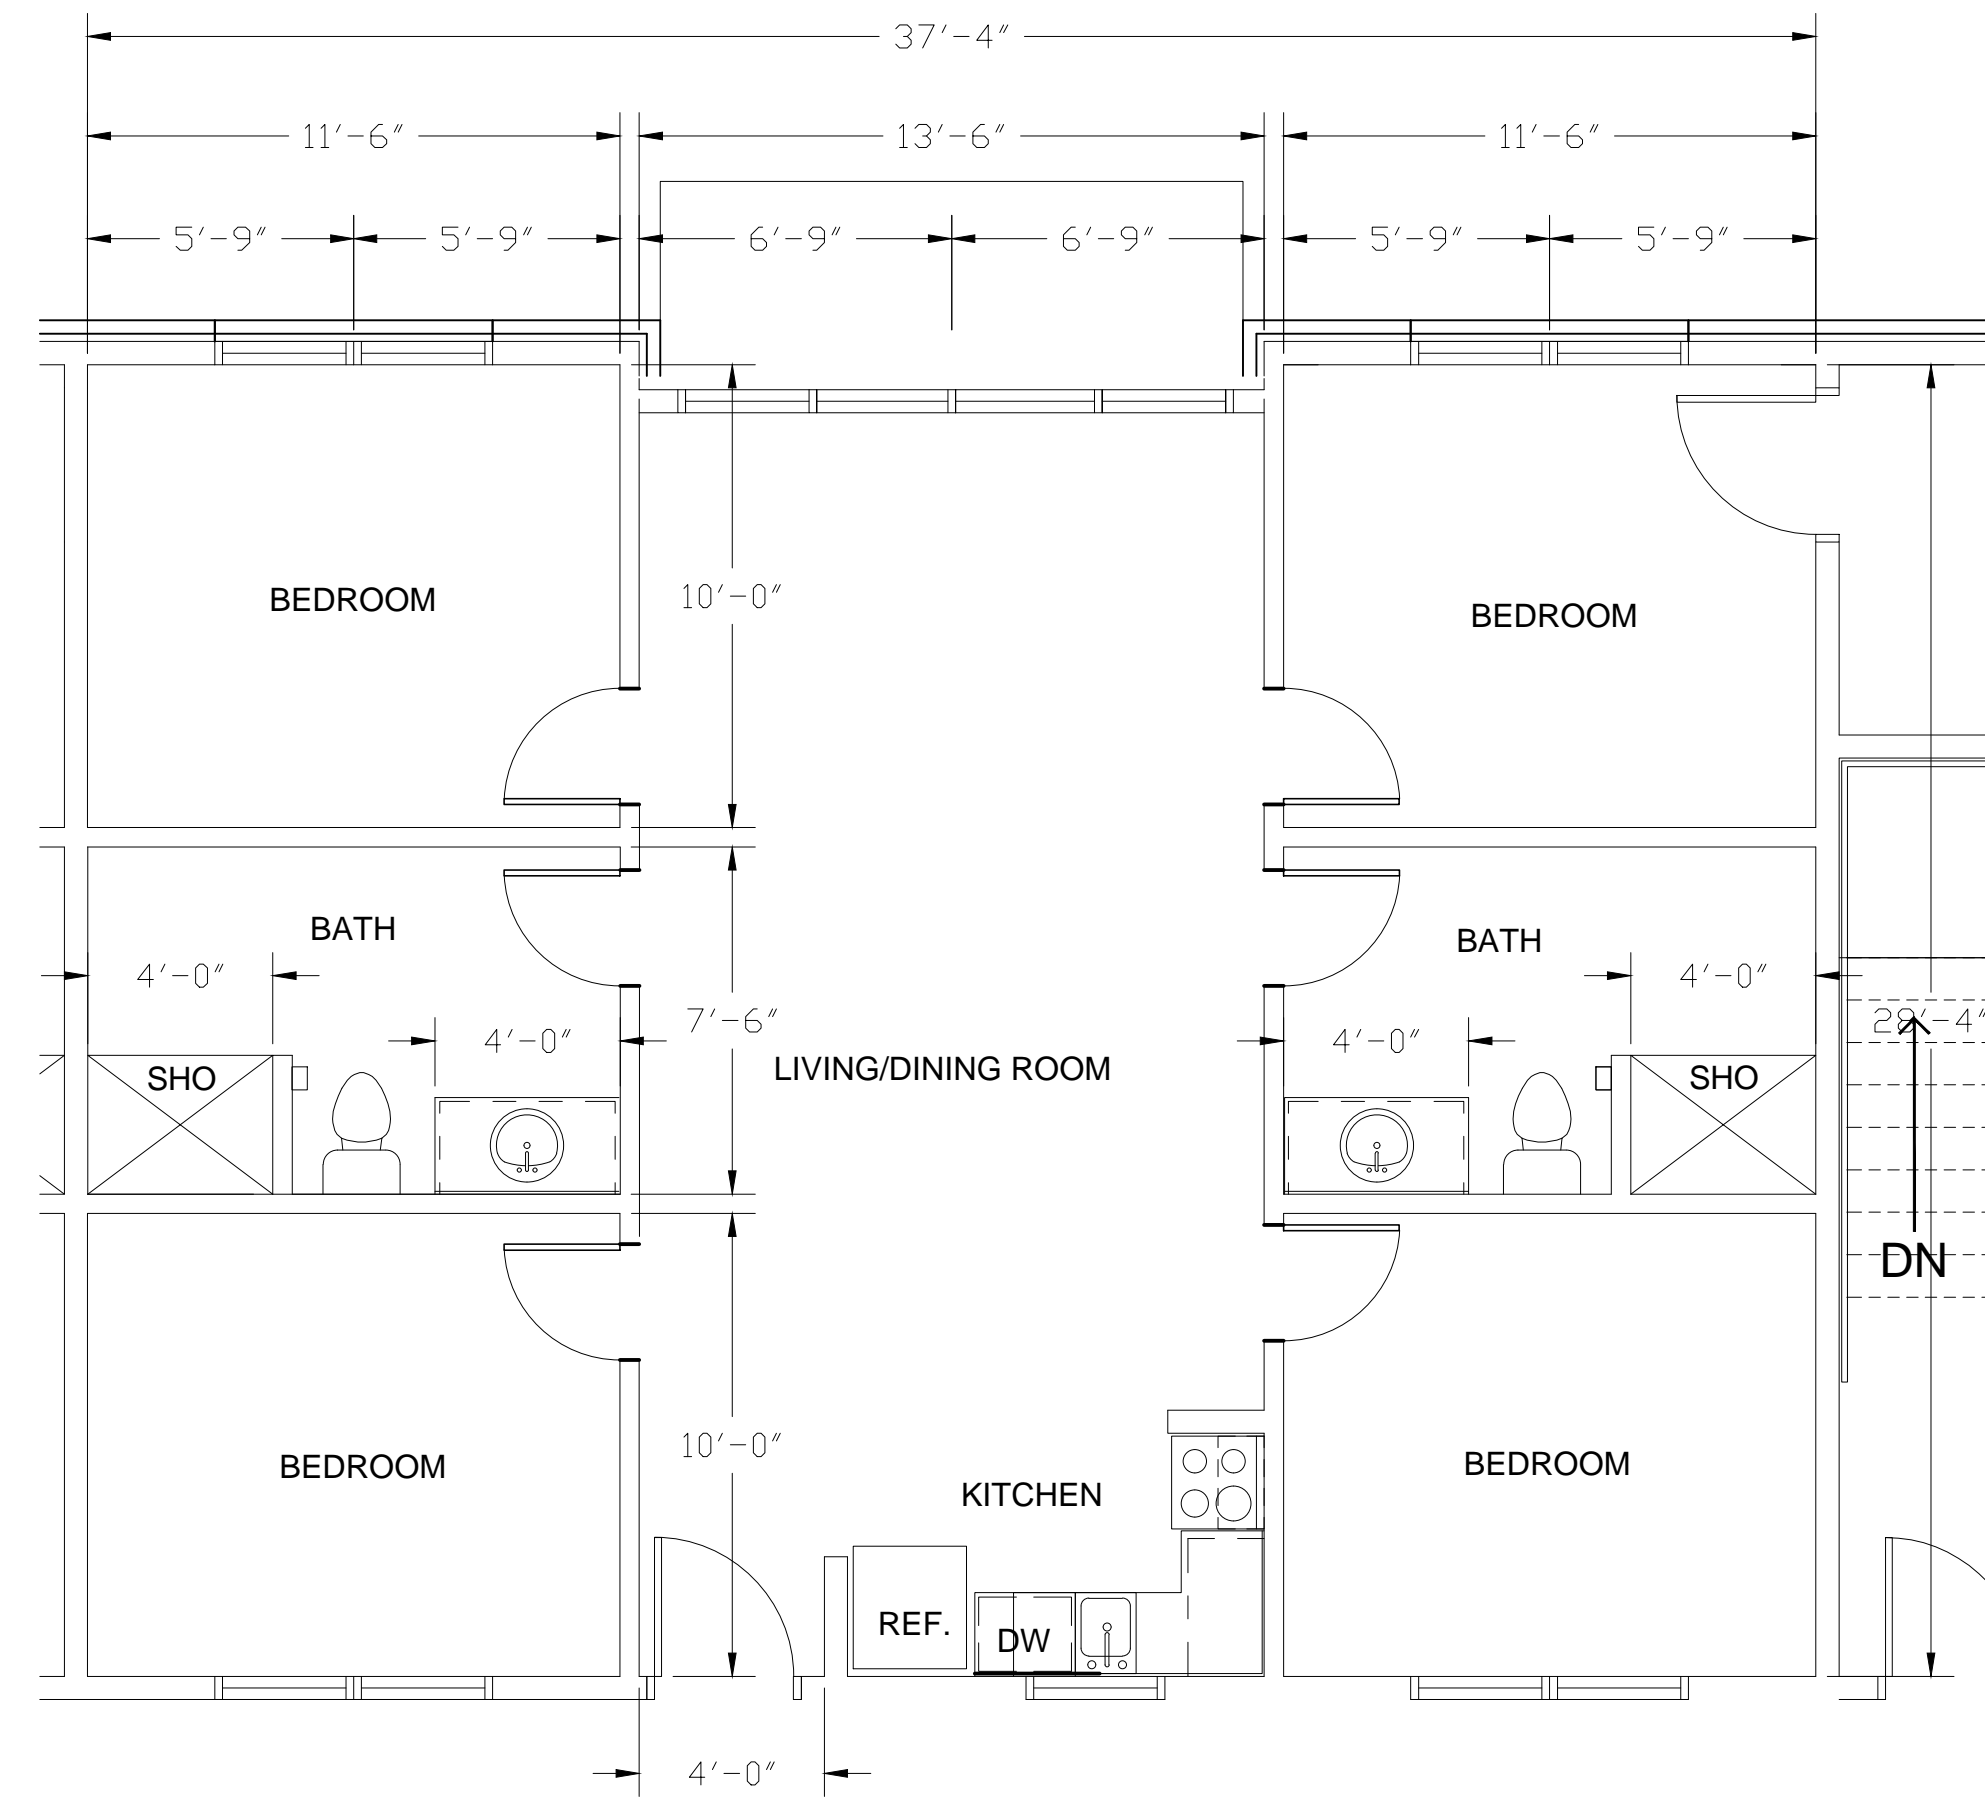 37'-4"
11'-6" 13'-6" 11'-6"
5'-9" 5'-9" 6'-9" 6'-9" 5'-9" 5'-9"
BEDROOM 10'-0" BEDROOM
BATH BATH
4'-0" 4'-0"
7'-6" 28'-4"
4'-0" 4'-0"
SHO LIVING/DINING ROOM SHO
DN
10'-0"
BEDROOM BEDROOM
KITCHEN
REF. DW
4'-0"